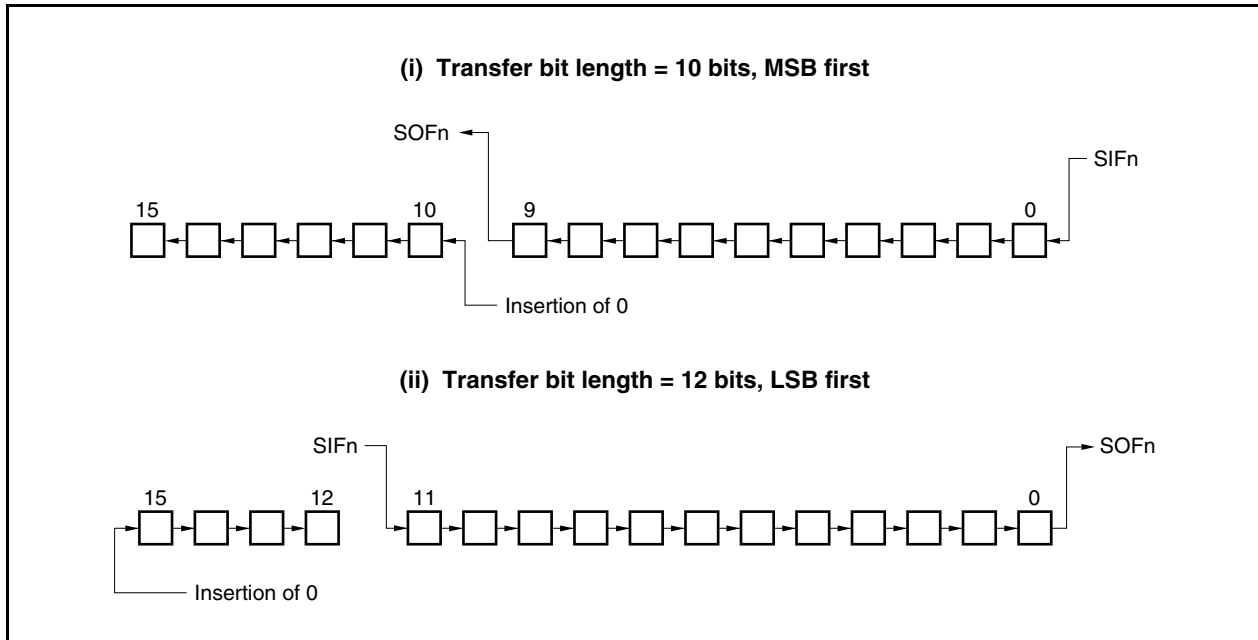 (i) Transfer bit length = 10 bits, MSB first
SOFn
SIFn
15 10 9 0
Insertion of 0
(ii) Transfer bit length = 12 bits, LSB first
SIFn SOFn
15 12 11 0
Insertion of 0